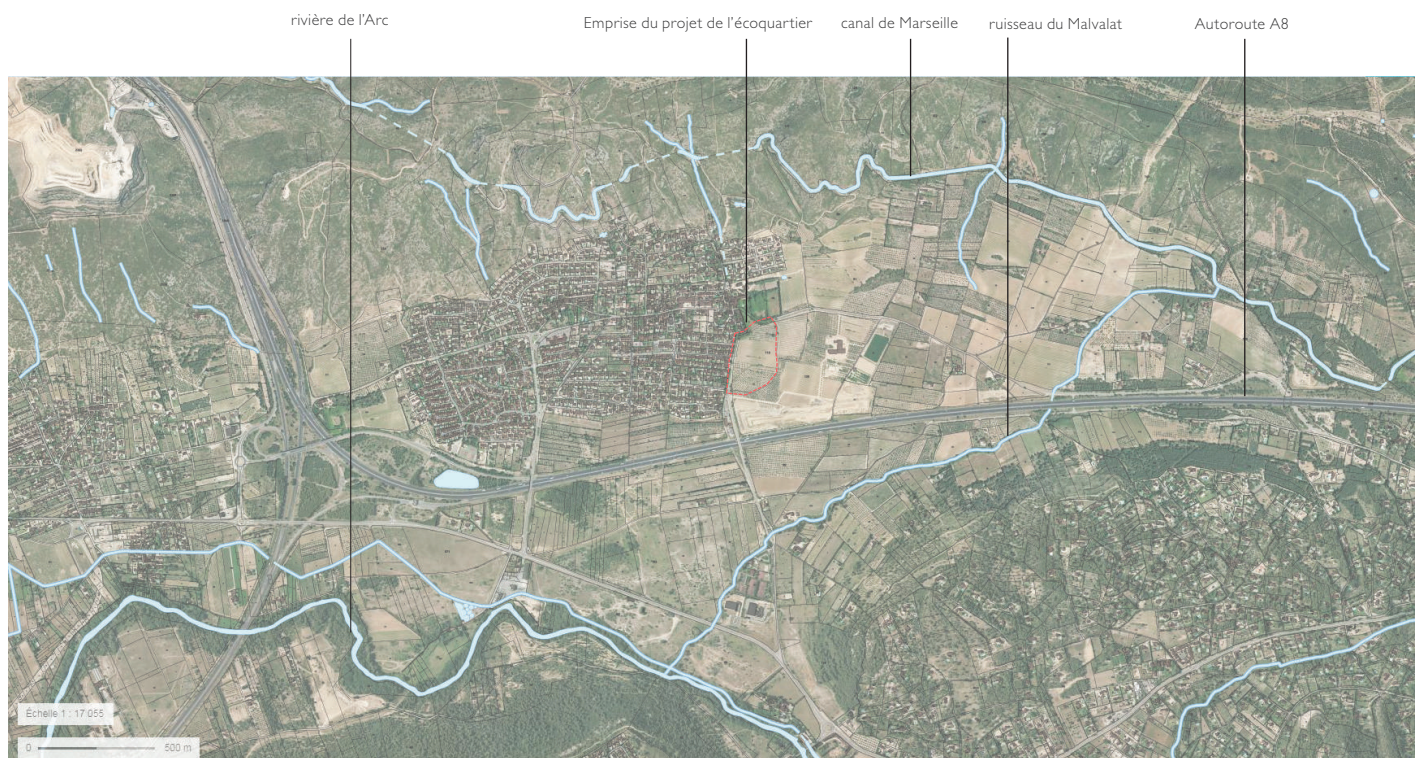 rivière de l'Arc
Emprise du projet de l'écoquartier
canal de Marseille
ruisseau du Malvalat
Autoroute A8
Échelle 1 : 17 055
0 500 m